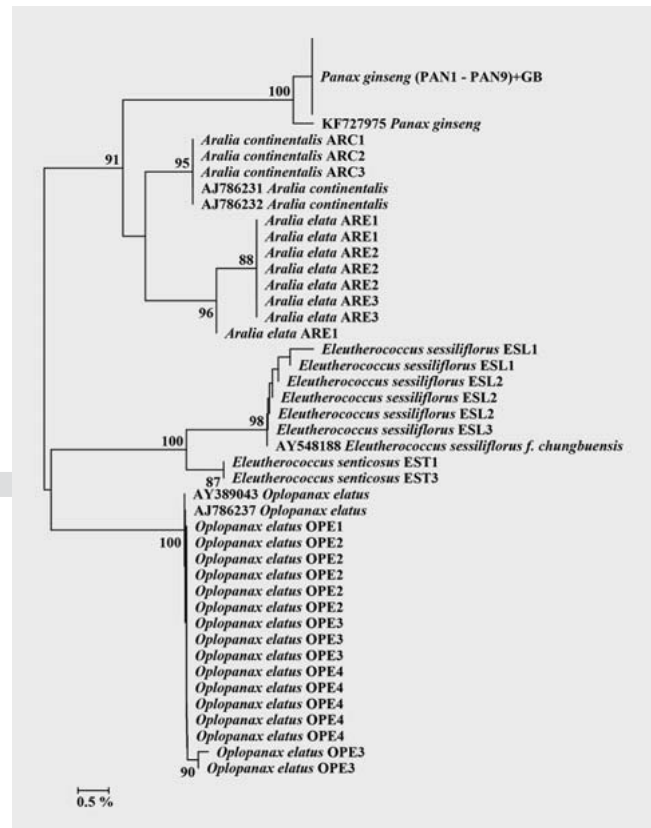 Panax ginseng (PAN1 - PAN9)+GB
100
KF727975 Panax ginseng
Aralia continentalis ARC1
91
95
Aralia continentalis ARC2
Aralia continentalis ARC3
AJ786231 Aralia continentalis
AJ786232 Aralia continentalis
Aralia elata ARE1
Aralia elata ARE1
Aralia elata ARE2
88
Aralia elata ARE2
Aralia elata ARE2
Aralia elata ARE3
96
Aralia elata ARE3
Aralia elata ARE1
Eleutherococcus sessiliflorus ESL1
Eleutherococcus sessiliflorus ESL1
Eleutherococcus sessiliflorus ESL2
Eleutherococcus sessiliflorus ESL2
98
Eleutherococcus sessiliflorus ESL2
Eleutherococcus sessiliflorus ESL3
100
AY548188 Eleutherococcus sessiliflorus f. chungbuensis
Eleutherococcus senticosus EST1
87
Eleutherococcus senticosus EST3
AY389043 Oplopanax elatus
AJ786237 Oplopanax elatus
Oplopanax elatus OPE1
100
Oplopanax elatus OPE2
Oplopanax elatus OPE2
Oplopanax elatus OPE2
Oplopanax elatus OPE2
Oplopanax elatus OPE2
Oplopanax elatus OPE3
Oplopanax elatus OPE3
Oplopanax elatus OPE3
Oplopanax elatus OPE4
Oplopanax elatus OPE4
Oplopanax elatus OPE4
Oplopanax elatus OPE4
Oplopanax elatus OPE4
Oplopanax elatus OPE3
90
Oplopanax elatus OPE3
0.5 %